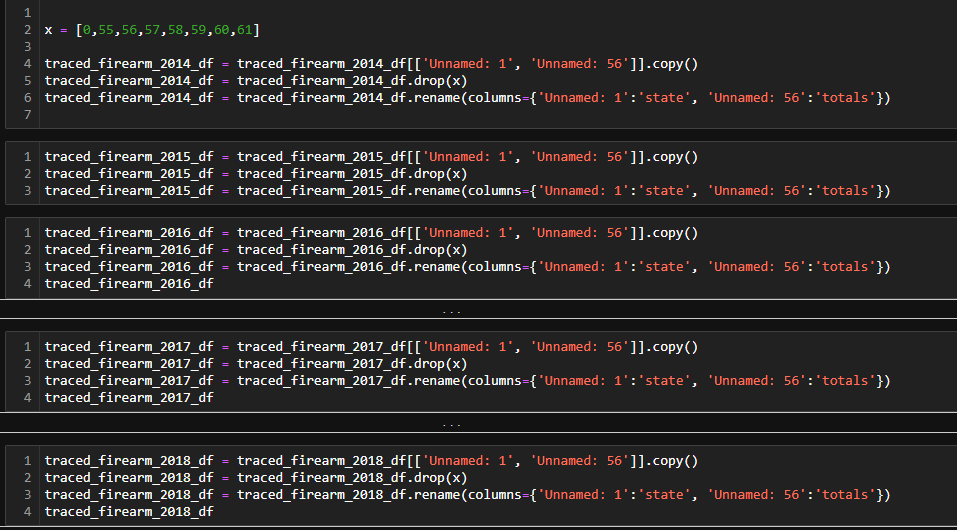 1
2 x = [0,55,56,57,58,59,60,61]
3
4 traced_firearm_2014_df = traced_firearm_2014_df[['Unnamed: 1', 'Unnamed: 56']].copy()
5 traced_firearm_2014_df = traced_firearm_2014_df.drop(x)
6 traced_firearm_2014_df = traced_firearm_2014_df.rename(columns={'Unnamed: 1':'state', 'Unnamed: 56':'totals'})
7
1 traced_firearm_2015_df = traced_firearm_2015_df[['Unnamed: 1', 'Unnamed: 56']].copy()
2 traced_firearm_2015_df = traced_firearm_2015_df.drop(x)
3 traced_firearm_2015_df = traced_firearm_2015_df.rename(columns={'Unnamed: 1':'state', 'Unnamed: 56':'totals'})
1 traced_firearm_2016_df = traced_firearm_2016_df[['Unnamed: 1', 'Unnamed: 56']].copy()
2 traced_firearm_2016_df = traced_firearm_2016_df.drop(x)
3 traced_firearm_2016_df = traced_firearm_2016_df.rename(columns={'Unnamed: 1':'state', 'Unnamed: 56':'totals'})
4 traced_firearm_2016_df
...
1 traced_firearm_2017_df = traced_firearm_2017_df[['Unnamed: 1', 'Unnamed: 56']].copy()
2 traced_firearm_2017_df = traced_firearm_2017_df.drop(x)
3 traced_firearm_2017_df = traced_firearm_2017_df.rename(columns={'Unnamed: 1':'state', 'Unnamed: 56':'totals'})
4 traced_firearm_2017_df
...
1 traced_firearm_2018_df = traced_firearm_2018_df[['Unnamed: 1', 'Unnamed: 56']].copy()
2 traced_firearm_2018_df = traced_firearm_2018_df.drop(x)
3 traced_firearm_2018_df = traced_firearm_2018_df.rename(columns={'Unnamed: 1':'state', 'Unnamed: 56':'totals'})
4 traced_firearm_2018_df